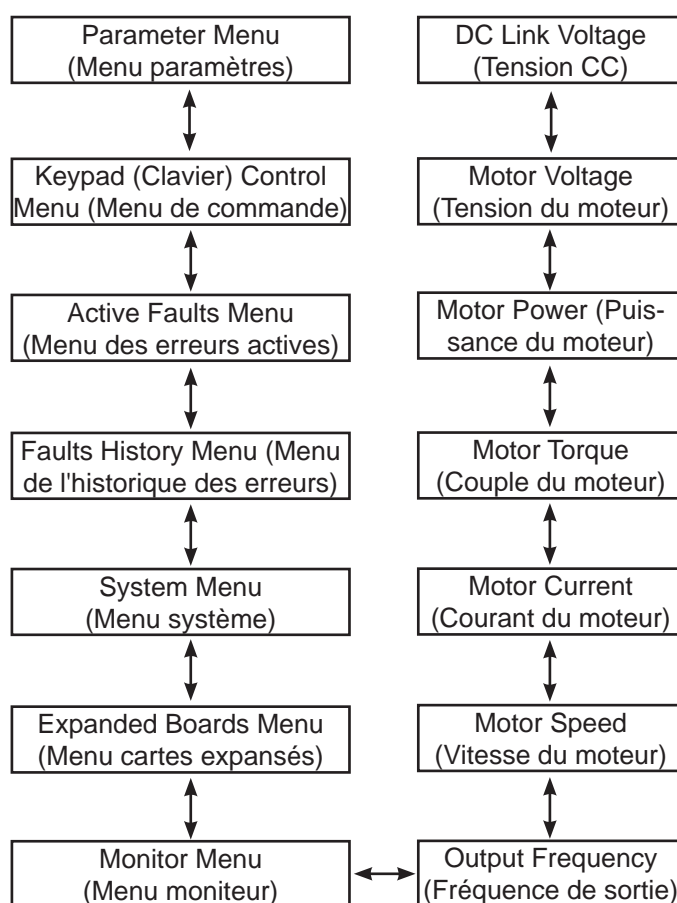 Parameter Menu
(Menu paramètres)
Keypad (Clavier) Control
Menu (Menu de commande)
Active Faults Menu
(Menu des erreurs actives)
Faults History Menu (Menu
de l'historique des erreurs)
System Menu
(Menu système)
Expanded Boards Menu
(Menu cartes expansés)
Monitor Menu
(Menu moniteur)
DC Link Voltage
(Tension CC)
Motor Voltage
(Tension du moteur)
Motor Power (Puis-
sance du moteur)
Motor Torque
(Couple du moteur)
Motor Current
(Courant du moteur)
Motor Speed
(Vitesse du moteur)
Output Frequency
(Fréquence de sortie)